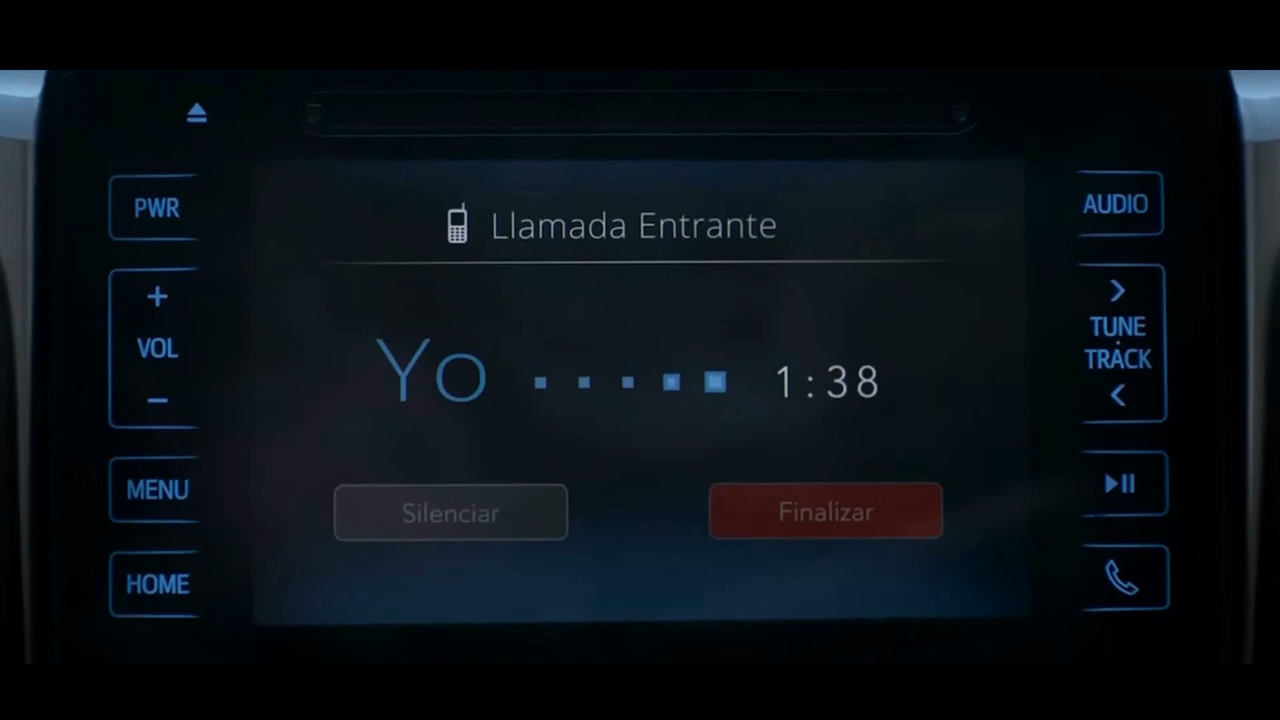 PWR
+
VOL
−
MENU
HOME
Llamada Entrante
Yo
1:38
Silenciar
Finalizar
AUDIO
>
TUNE
·
TRACK
<